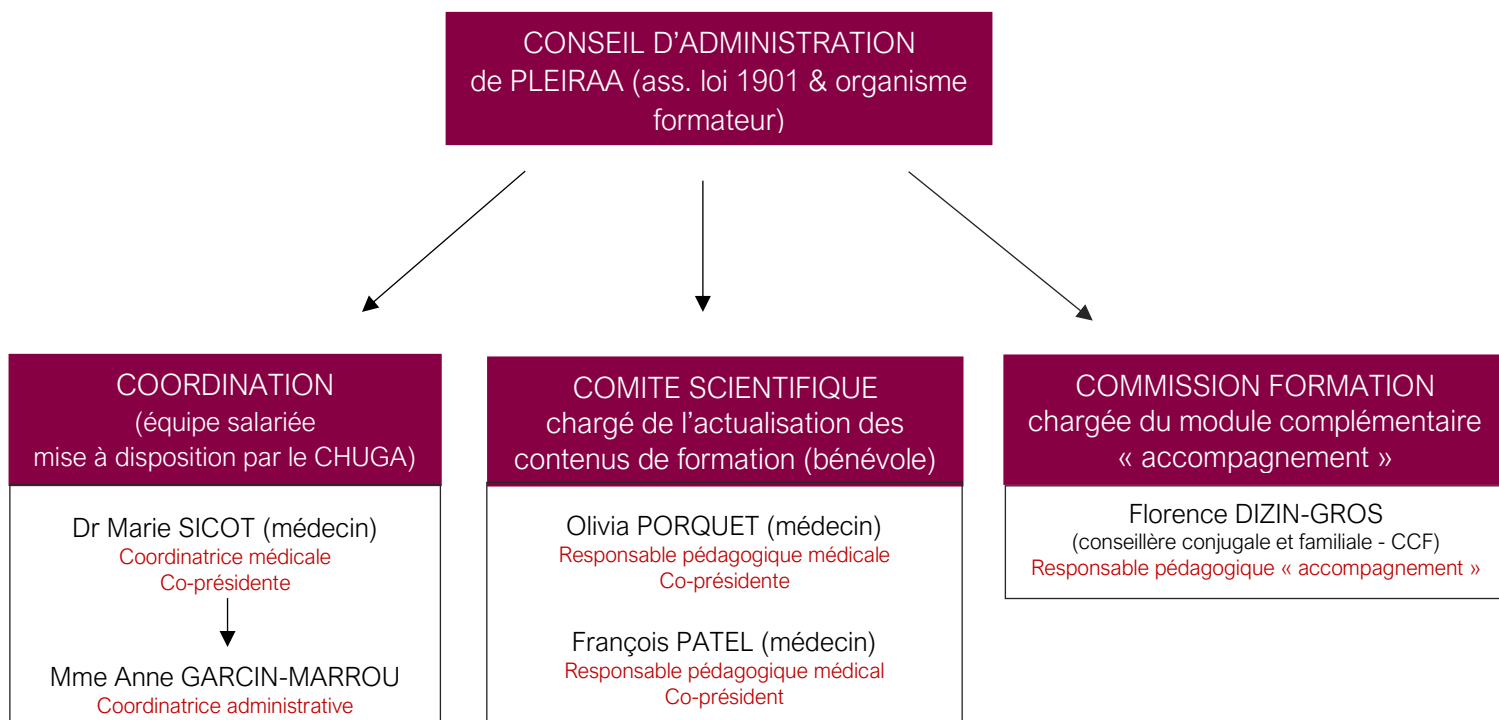 CONSEIL D'ADMINISTRATION
de PLEIRAA (ass. loi 1901 & organisme
formateur)
COORDINATION
(équipe salariée
mise à disposition par le CHUGA)
Dr Marie SICOT (médecin)
Coordinatrice médicale
Co-présidente
Mme Anne GARCIN-MARROU
Coordinatrice administrative
COMITE SCIENTIFIQUE
chargé de l'actualisation des
contenus de formation (bénévole)
Olivia PORQUET (médecin)
Responsable pédagogique médicale
Co-présidente
François PATEL (médecin)
Responsable pédagogique médical
Co-président
COMMISSION FORMATION
chargée du module complémentaire
« accompagnement »
Florence DIZIN-GROS
(conseillère conjugale et familiale - CCF)
Responsable pédagogique « accompagnement »